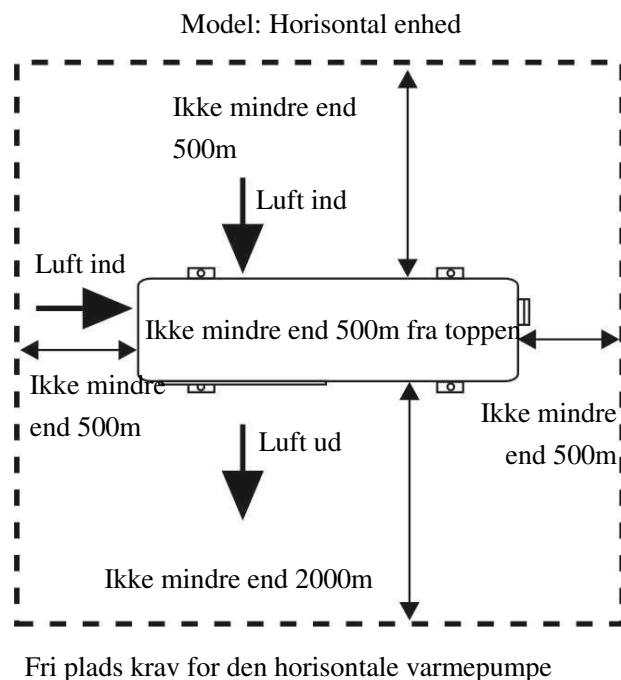 Model: Horisontal enhed
Ikke mindre end
500m
Luft ind
Luft ind
Ikke mindre end 500m fra toppen
Ikke mindre
end 500m
Ikke mindre
end 500m
Luft ud
Ikke mindre end 2000m
Fri plads krav for den horisontale varmepumpe